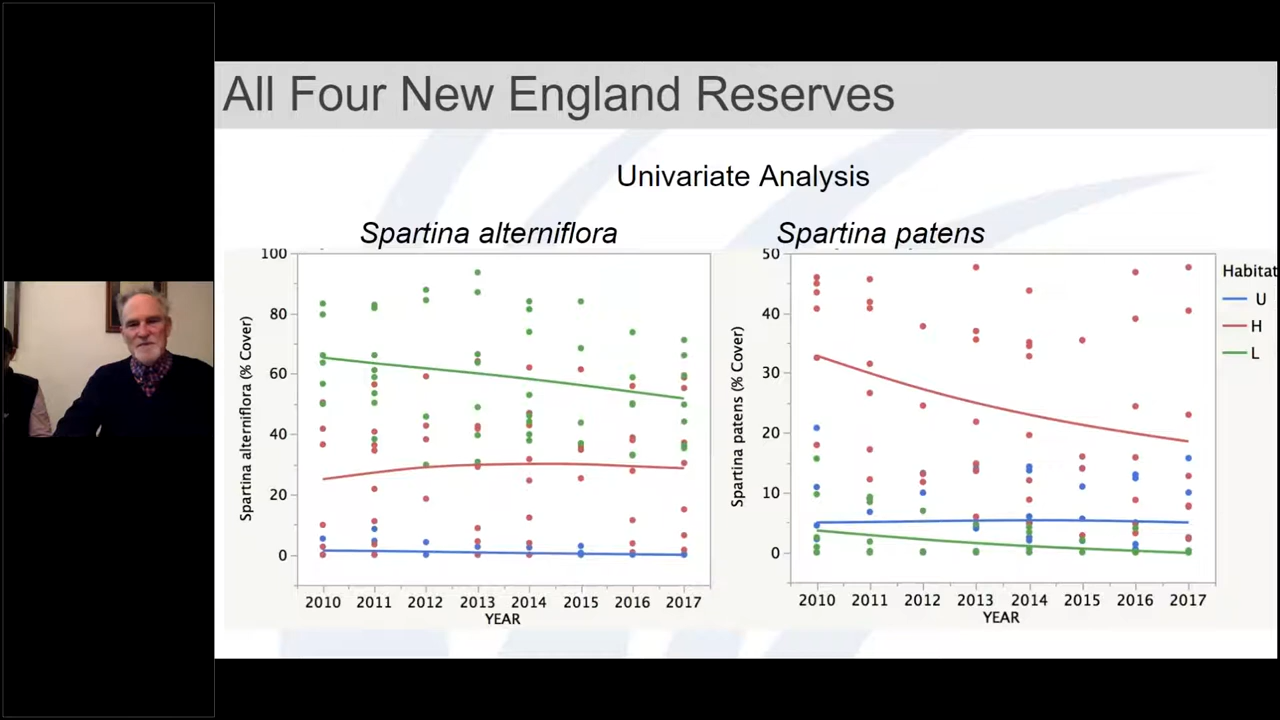 All Four New England Reserves
Univariate Analysis
Spartina alterniflora
Spartina patens
100
80
60
40
20
0
Spartina alterniflora (% Cover)
2010 2011 2012 2013 2014 2015 2016 2017
YEAR
50
40
30
20
10
0
Spartina patens (% Cover)
2010 2011 2012 2013 2014 2015 2016 2017
YEAR
Habitat
U
H
L